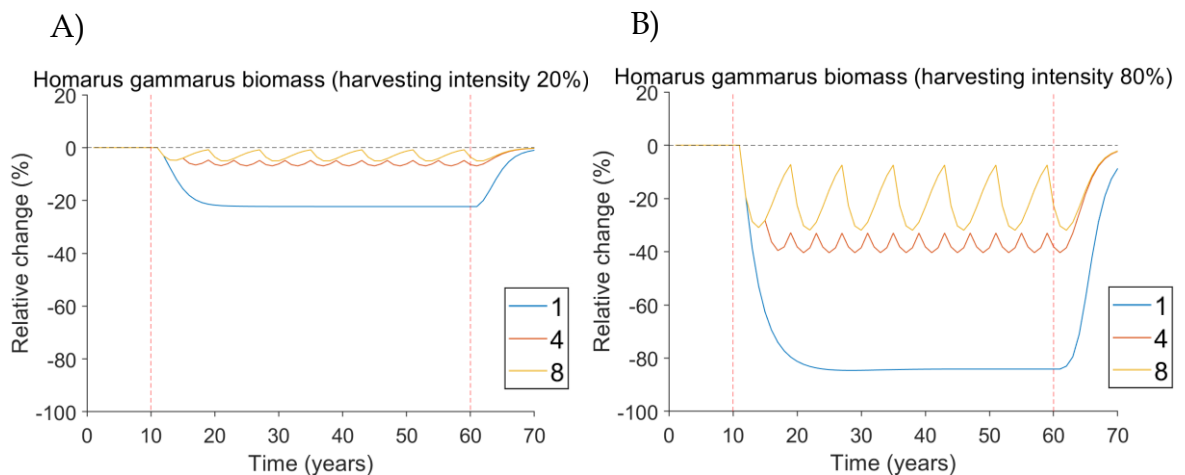 A)
Homarus gammarus biomass (harvesting intensity 20%)
20
0
-20
-40
-60
-80
-100
Relative change (%)
0 10 20 30 40 50 60 70
Time (years)
1
4
8
B)
Homarus gammarus biomass (harvesting intensity 80%)
20
0
-20
-40
-60
-80
-100
Relative change (%)
0 10 20 30 40 50 60 70
Time (years)
1
4
8